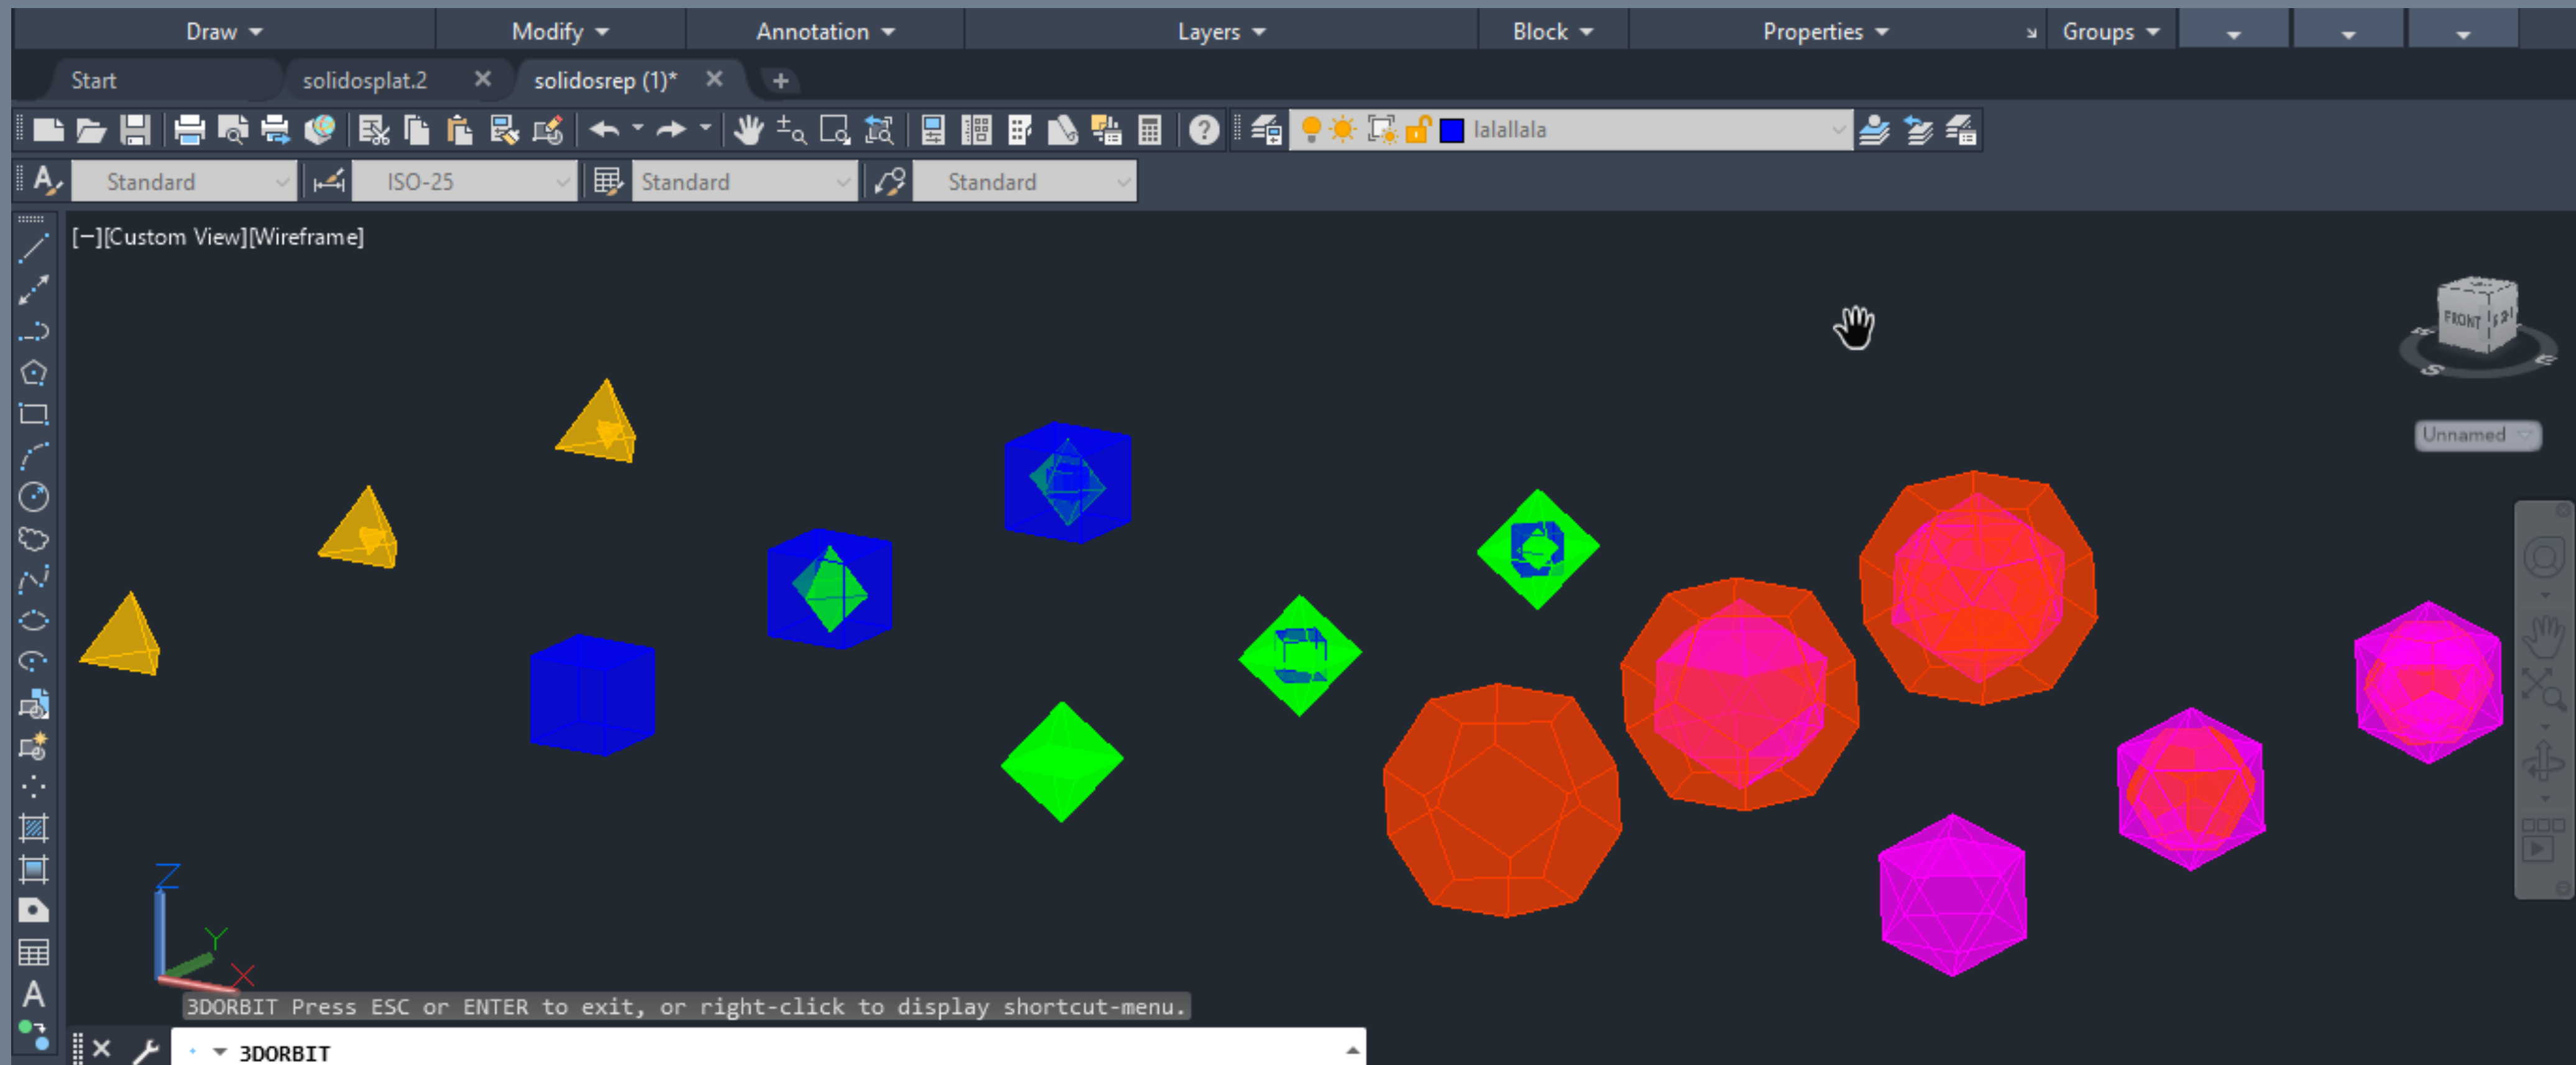 Draw Modify Annotation Layers Block Properties Groups
Start solidosplat.2 solidosrep (1)*
lalallala
Standard ISO-25 Standard Standard
[−][Custom View][Wireframe]
FRONT
S
E
Unnamed
Z
Y
X
3DORBIT Press ESC or ENTER to exit, or right-click to display shortcut-menu.
3DORBIT